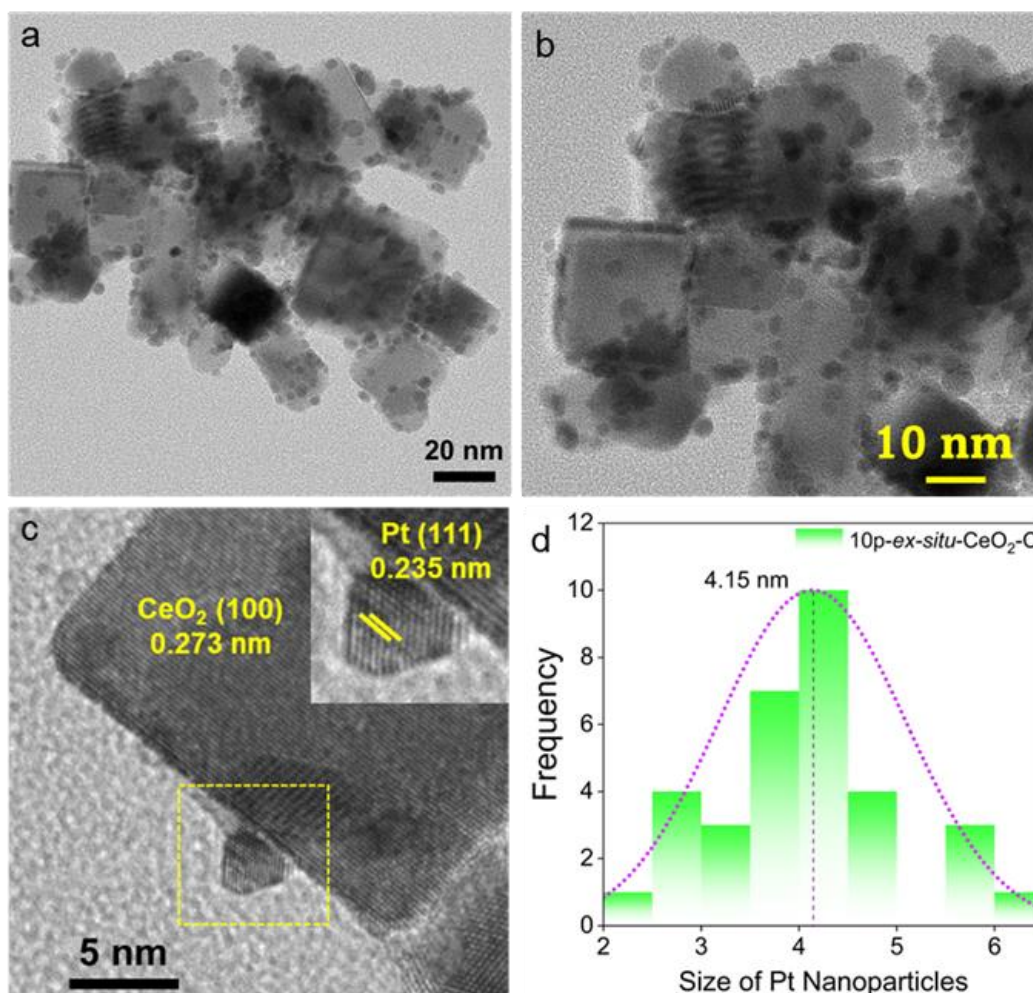 a
20 nm
b
10 nm
c
CeO₂ (100)
0.273 nm
Pt (111)
0.235 nm
5 nm
d
10p-ex-situ-CeO₂-C
4.15 nm
Frequency
12
10
8
6
4
2
0
2 3 4 5 6
Size of Pt Nanoparticles